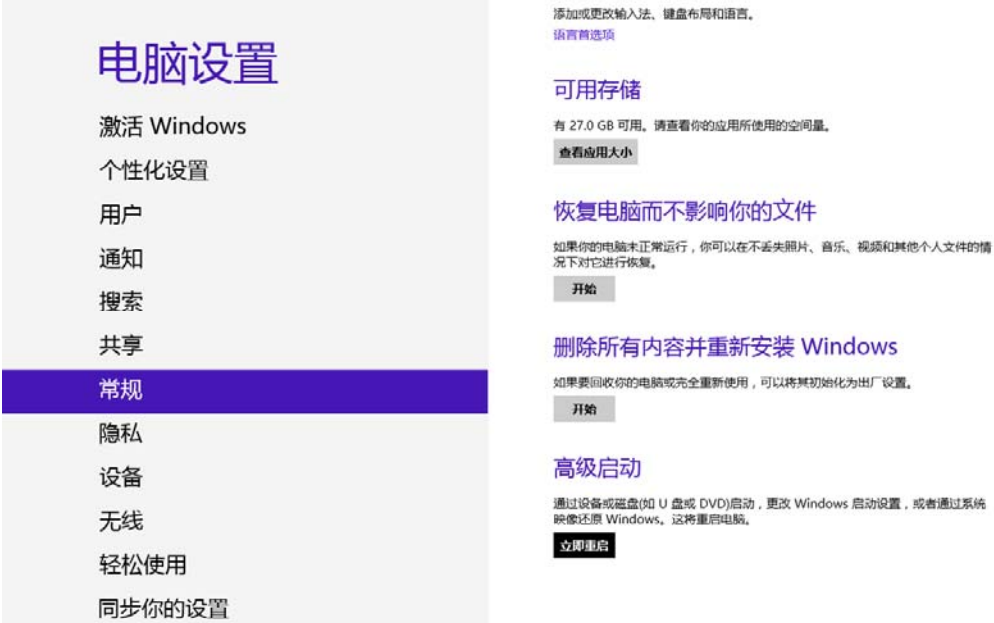 电脑设置
激活 Windows
个性化设置
用户
通知
搜索
共享
常规
隐私
设备
无线
轻松使用
同步你的设置
添加或更改输入法、键盘布局和语言。
语言首选项
可用存储
有 27.0 GB 可用。请查看你的应用所使用的空间量。
查看应用大小
恢复电脑而不影响你的文件
如果你的电脑未正常运行，你可以在不丢失照片、音乐、视频和其他个人文件的情
况下对它进行恢复。
开始
删除所有内容并重新安装 Windows
如果要回收你的电脑或完全重新使用，可以将其初始化为出厂设置。
开始
高级启动
通过设备或磁盘(如 U 盘或 DVD)启动，更改 Windows 启动设置，或者通过系统
映像还原 Windows。这将重启电脑。
立即重启